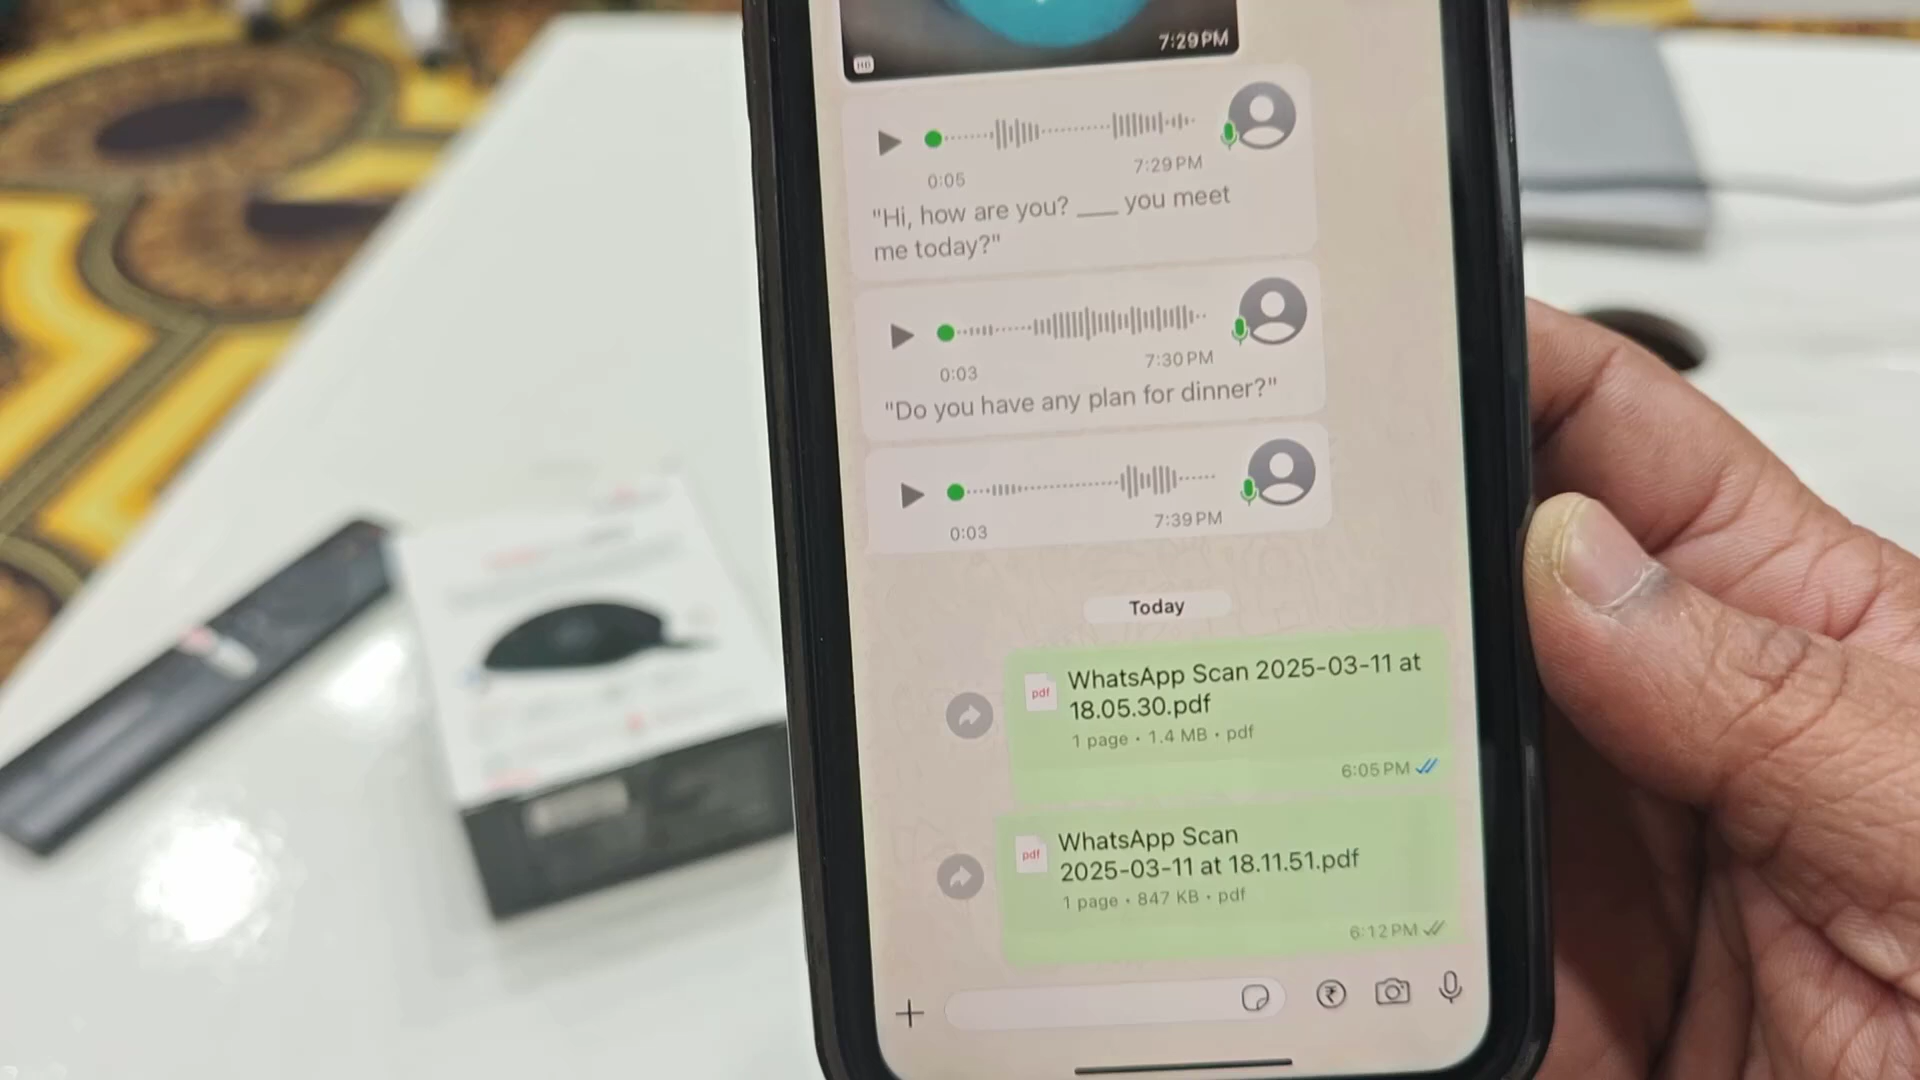 7:29 PM
HD
0:05
7:29 PM
"Hi, how are you? ___ you meet
me today?"
0:03
7:30 PM
"Do you have any plan for dinner?"
0:03
7:39 PM
Today
pdf
WhatsApp Scan 2025-03-11 at
18.05.30.pdf
1 page • 1.4 MB • pdf
6:05 PM
pdf
WhatsApp Scan
2025-03-11 at 18.11.51.pdf
1 page • 847 KB • pdf
6:12 PM
₹